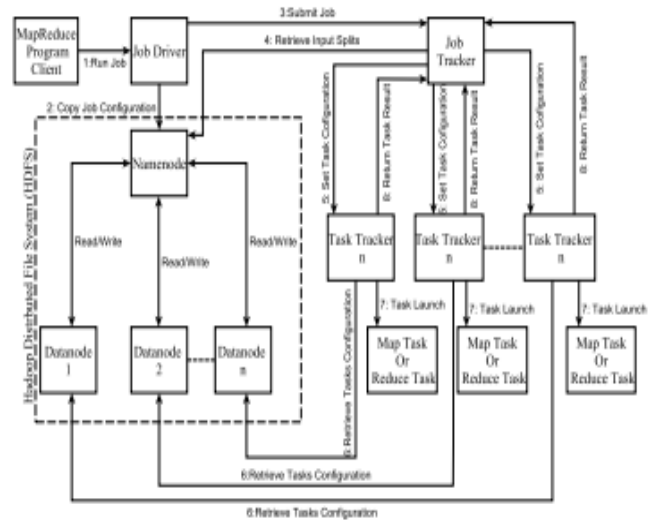 3:Submit Job
MapReduce
Program
Client
1:Run Job
Job Driver
4: Retrieve Input Splits
Job
Tracker
2: Copy Job Configuration
5: Set Task Configuration
8: Return Task Result
5: Set Task Configuration
8: Return Task Result
5: Set Task Configuration
8: Return Task Result
Hadoop Distributed File System (HDFS)
Namenode
Read/Write
Read/Write
Read/Write
Task Tracker
n
Task Tracker
n
Task Tracker
n
7: Task Launch
7: Task Launch
7: Task Launch
6:Retrieve Tasks Configuration
Datanode
1
Datanode
2
Datanode
n
Map Task
Or
Reduce Task
Map Task
Or
Reduce Task
Map Task
Or
Reduce Task
6:Retrieve Tasks Configuration
6:Retrieve Tasks Configuration